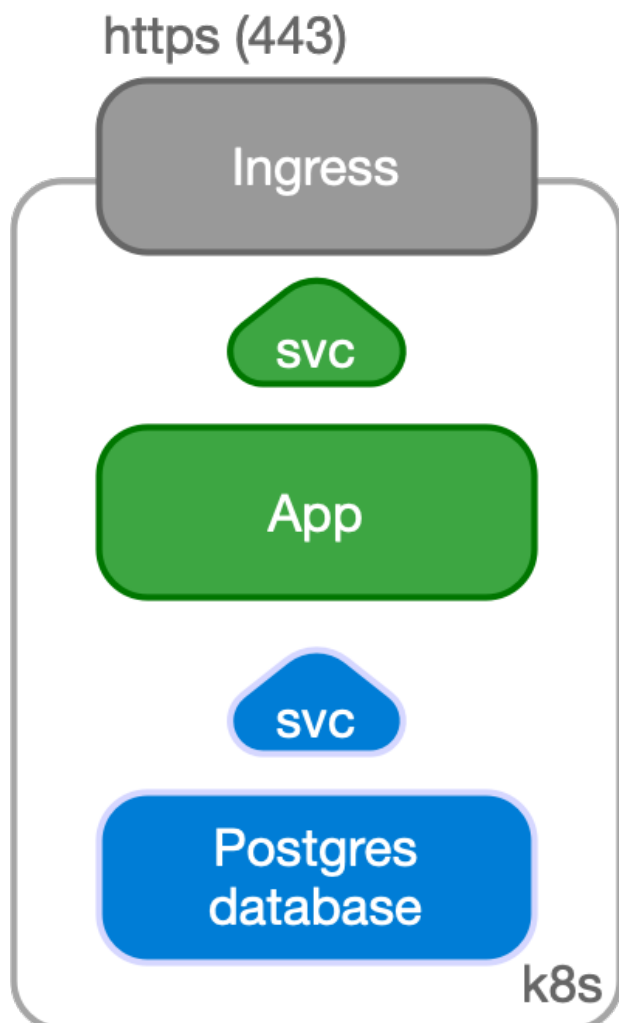 https (443)
Ingress
svc
App
svc
Postgres
database
k8s